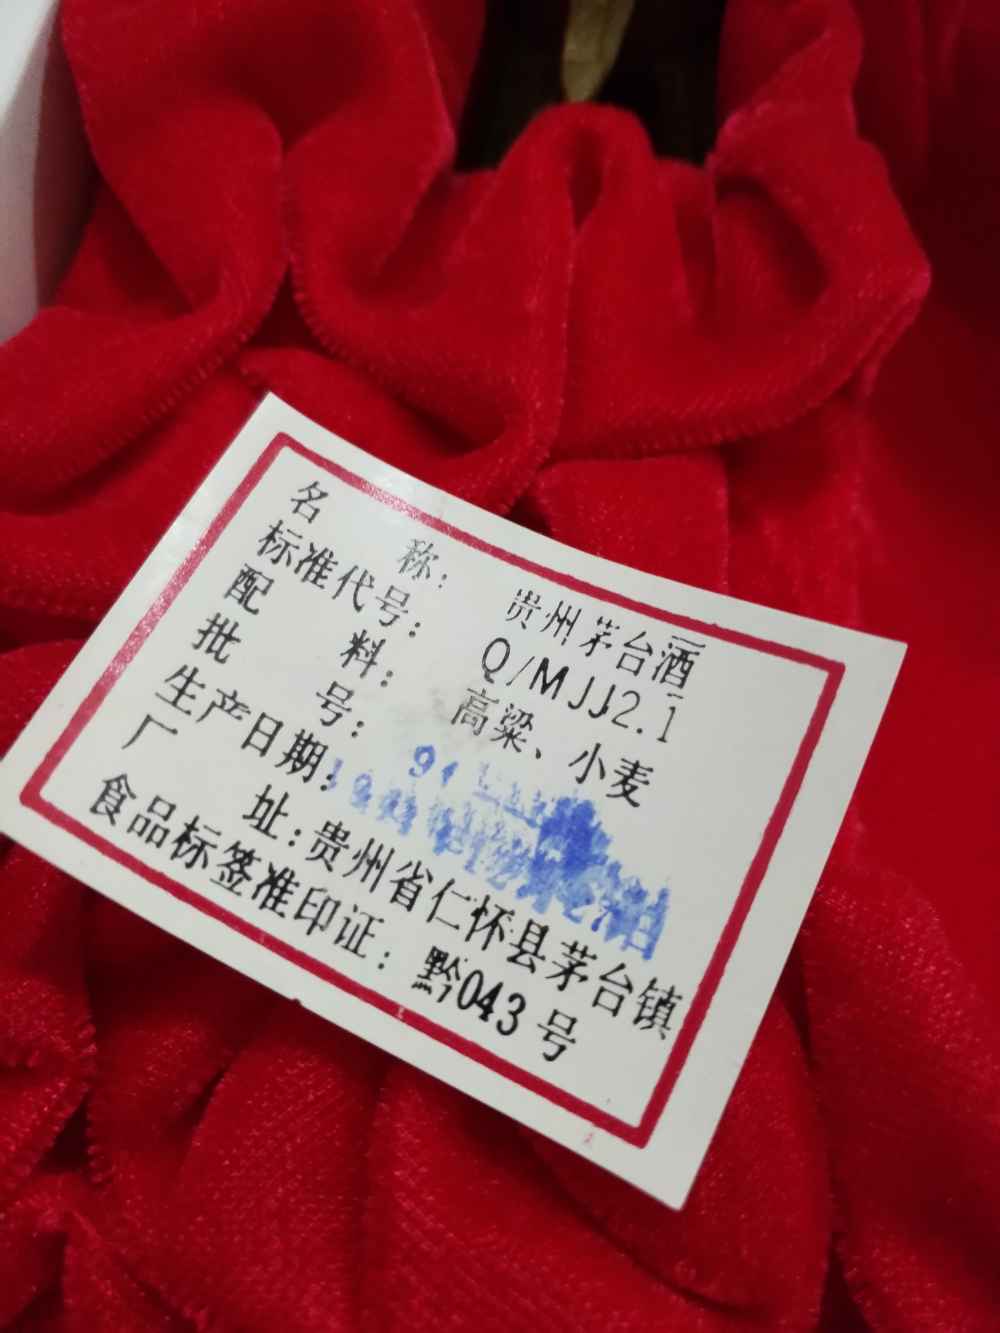 名称：贵州茅台酒
标准代号：Q/MJJ2.1
配料：高粱、小麦
批号：
生产日期：
厂址：贵州省仁怀县茅台镇
食品标签准印证：黔043号